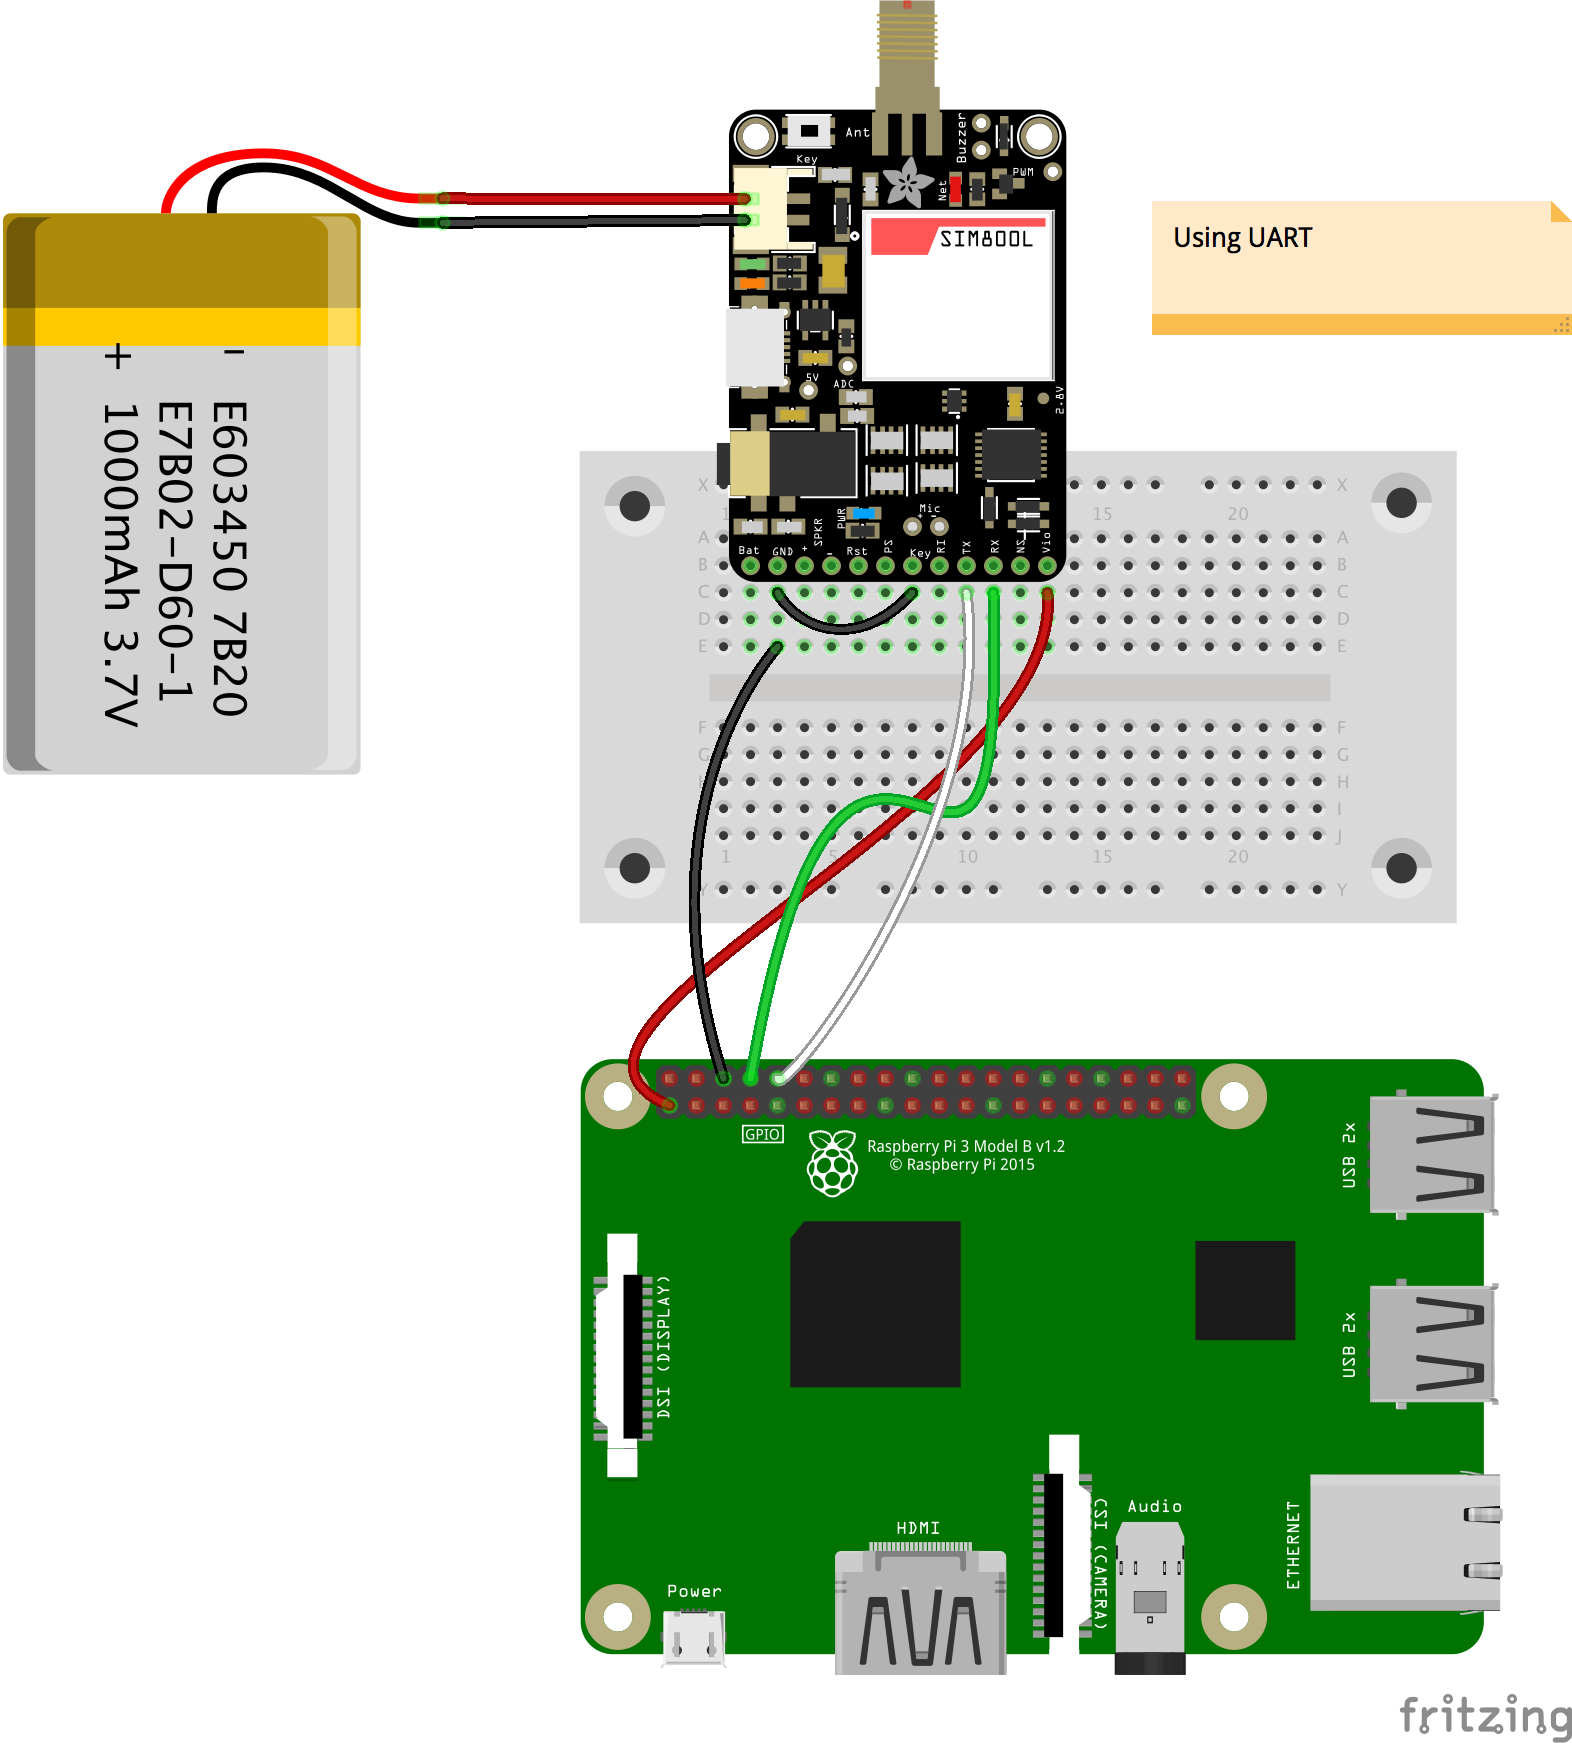 Ant
Buzzer
Key
PWM
Net
SIM800L
Using UART
+ -
E603450 7B20
E7B02-D60-1
1000mAh 3.7V
5V
ADC
2.8V
Mic
+ -
SPKR
PWR
Bat
GND
+
-
Rst
PS
Key
RI
TX
RX
NS
Vio
X
1
15
20
X
A
A
B
B
C
C
D
D
E
E
F
F
G
G
H
H
I
I
J
J
1
5
10
15
20
Y
Y
GPIO
Raspberry Pi 3 Model B v1.2
© Raspberry Pi 2015
USB 2x
USB 2x
DSI (DISPLAY)
CSI (CAMERA)
Audio
ETHERNET
HDMI
Power
fritzing